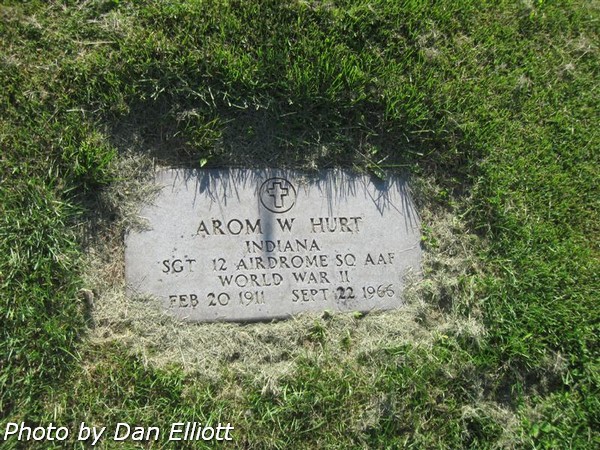 AROM W HURT
INDIANA
SGT 12 AIRDROME SQ AAF
WORLD WAR II
FEB 20 1911 SEPT 22 1966
Photo by Dan Elliott